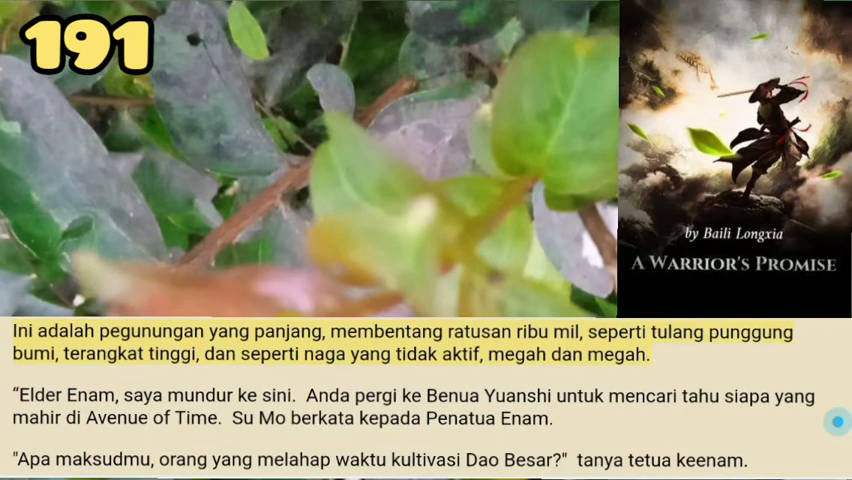 191
by Baili Longxia
A WARRIOR'S PROMISE
Ini adalah pegunungan yang panjang, membentang ratusan ribu mil, seperti tulang punggung
bumi, terangkat tinggi, dan seperti naga yang tidak aktif, megah dan megah.
“Elder Enam, saya mundur ke sini.  Anda pergi ke Benua Yuanshi untuk mencari tahu siapa yang
mahir di Avenue of Time.  Su Mo berkata kepada Penatua Enam.
"Apa maksudmu, orang yang melahap waktu kultivasi Dao Besar?"  tanya tetua keenam.